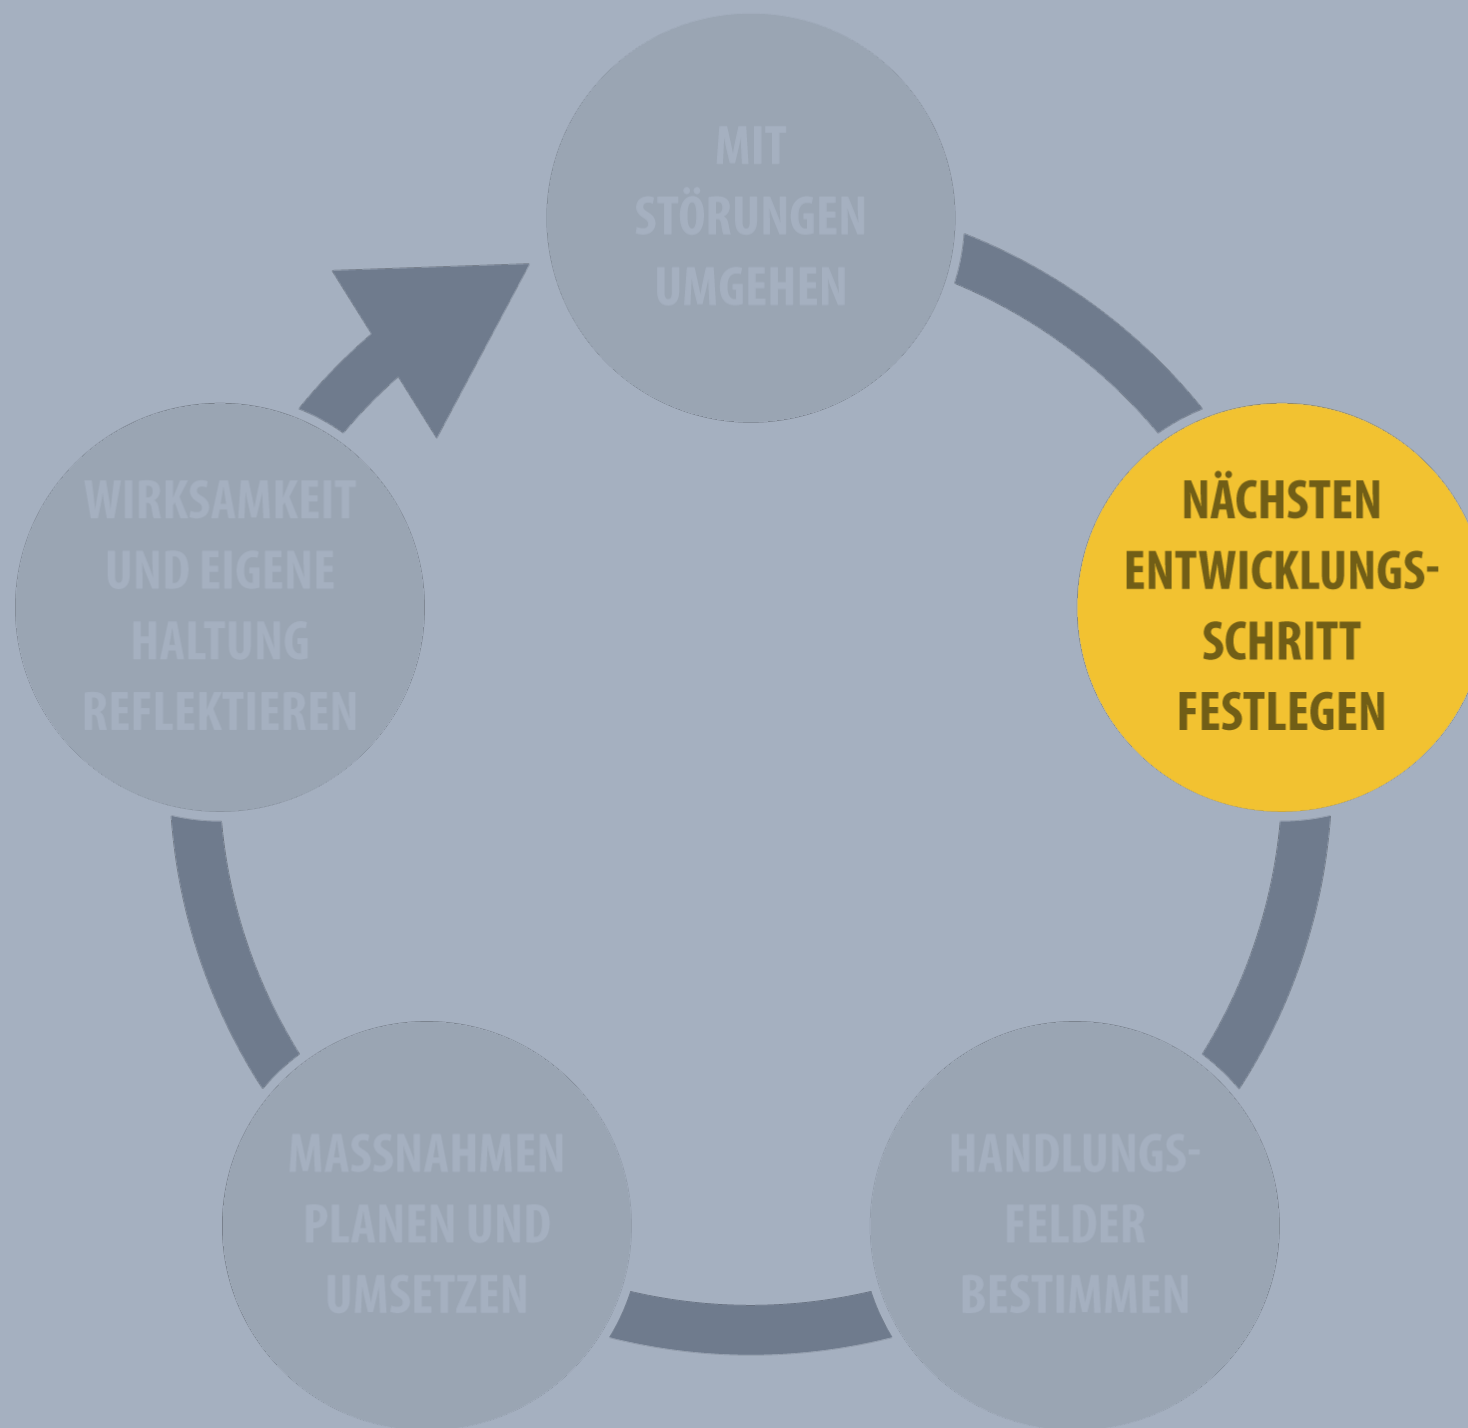 MIT
STÖRUNGEN
UMGEHEN
NÄCHSTEN
ENTWICKLUNGS-
SCHRITT
FESTLEGEN
HANDLUNGS-
FELDER
BESTIMMEN
MASSNAHMEN
PLANEN UND
UMSETZEN
WIRKSAMKEIT
UND EIGENE
HALTUNG
REFLEKTIEREN